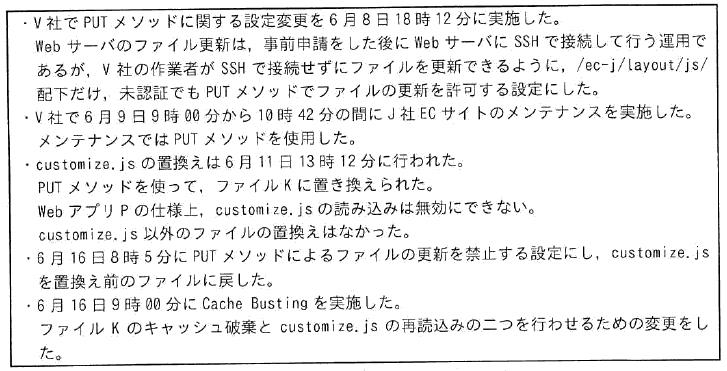 ・V社でPUTメソッドに関する設定変更を6月8日18時12分に実施した。
Webサーバのファイル更新は，事前申請をした後にWebサーバにSSHで接続して行う運用で
あるが，V社の作業者がSSHで接続せずにファイルを更新できるように，/ec-j/layout/js/
配下だけ，未認証でもPUTメソッドでファイルの更新を許可する設定にした。
・V社で6月9日9時00分から10時42分の間にJ社ECサイトのメンテナンスを実施した。
メンテナンスではPUTメソッドを使用した。
・customize.jsの置換えは6月11日13時12分に行われた。
PUTメソッドを使って，ファイルKに置き換えられた。
WebアプリPの仕様上，customize.jsの読み込みは無効にできない。
customize.js以外のファイルの置換えはなかった。
・6月16日8時5分にPUTメソッドによるファイルの更新を禁止する設定にし，customize.js
を置換え前のファイルに戻した。
・6月16日9時00分にCache Bustingを実施した。
ファイルKのキャッシュ破棄とcustomize.jsの再読込みの二つを行わせるための変更をし
た。